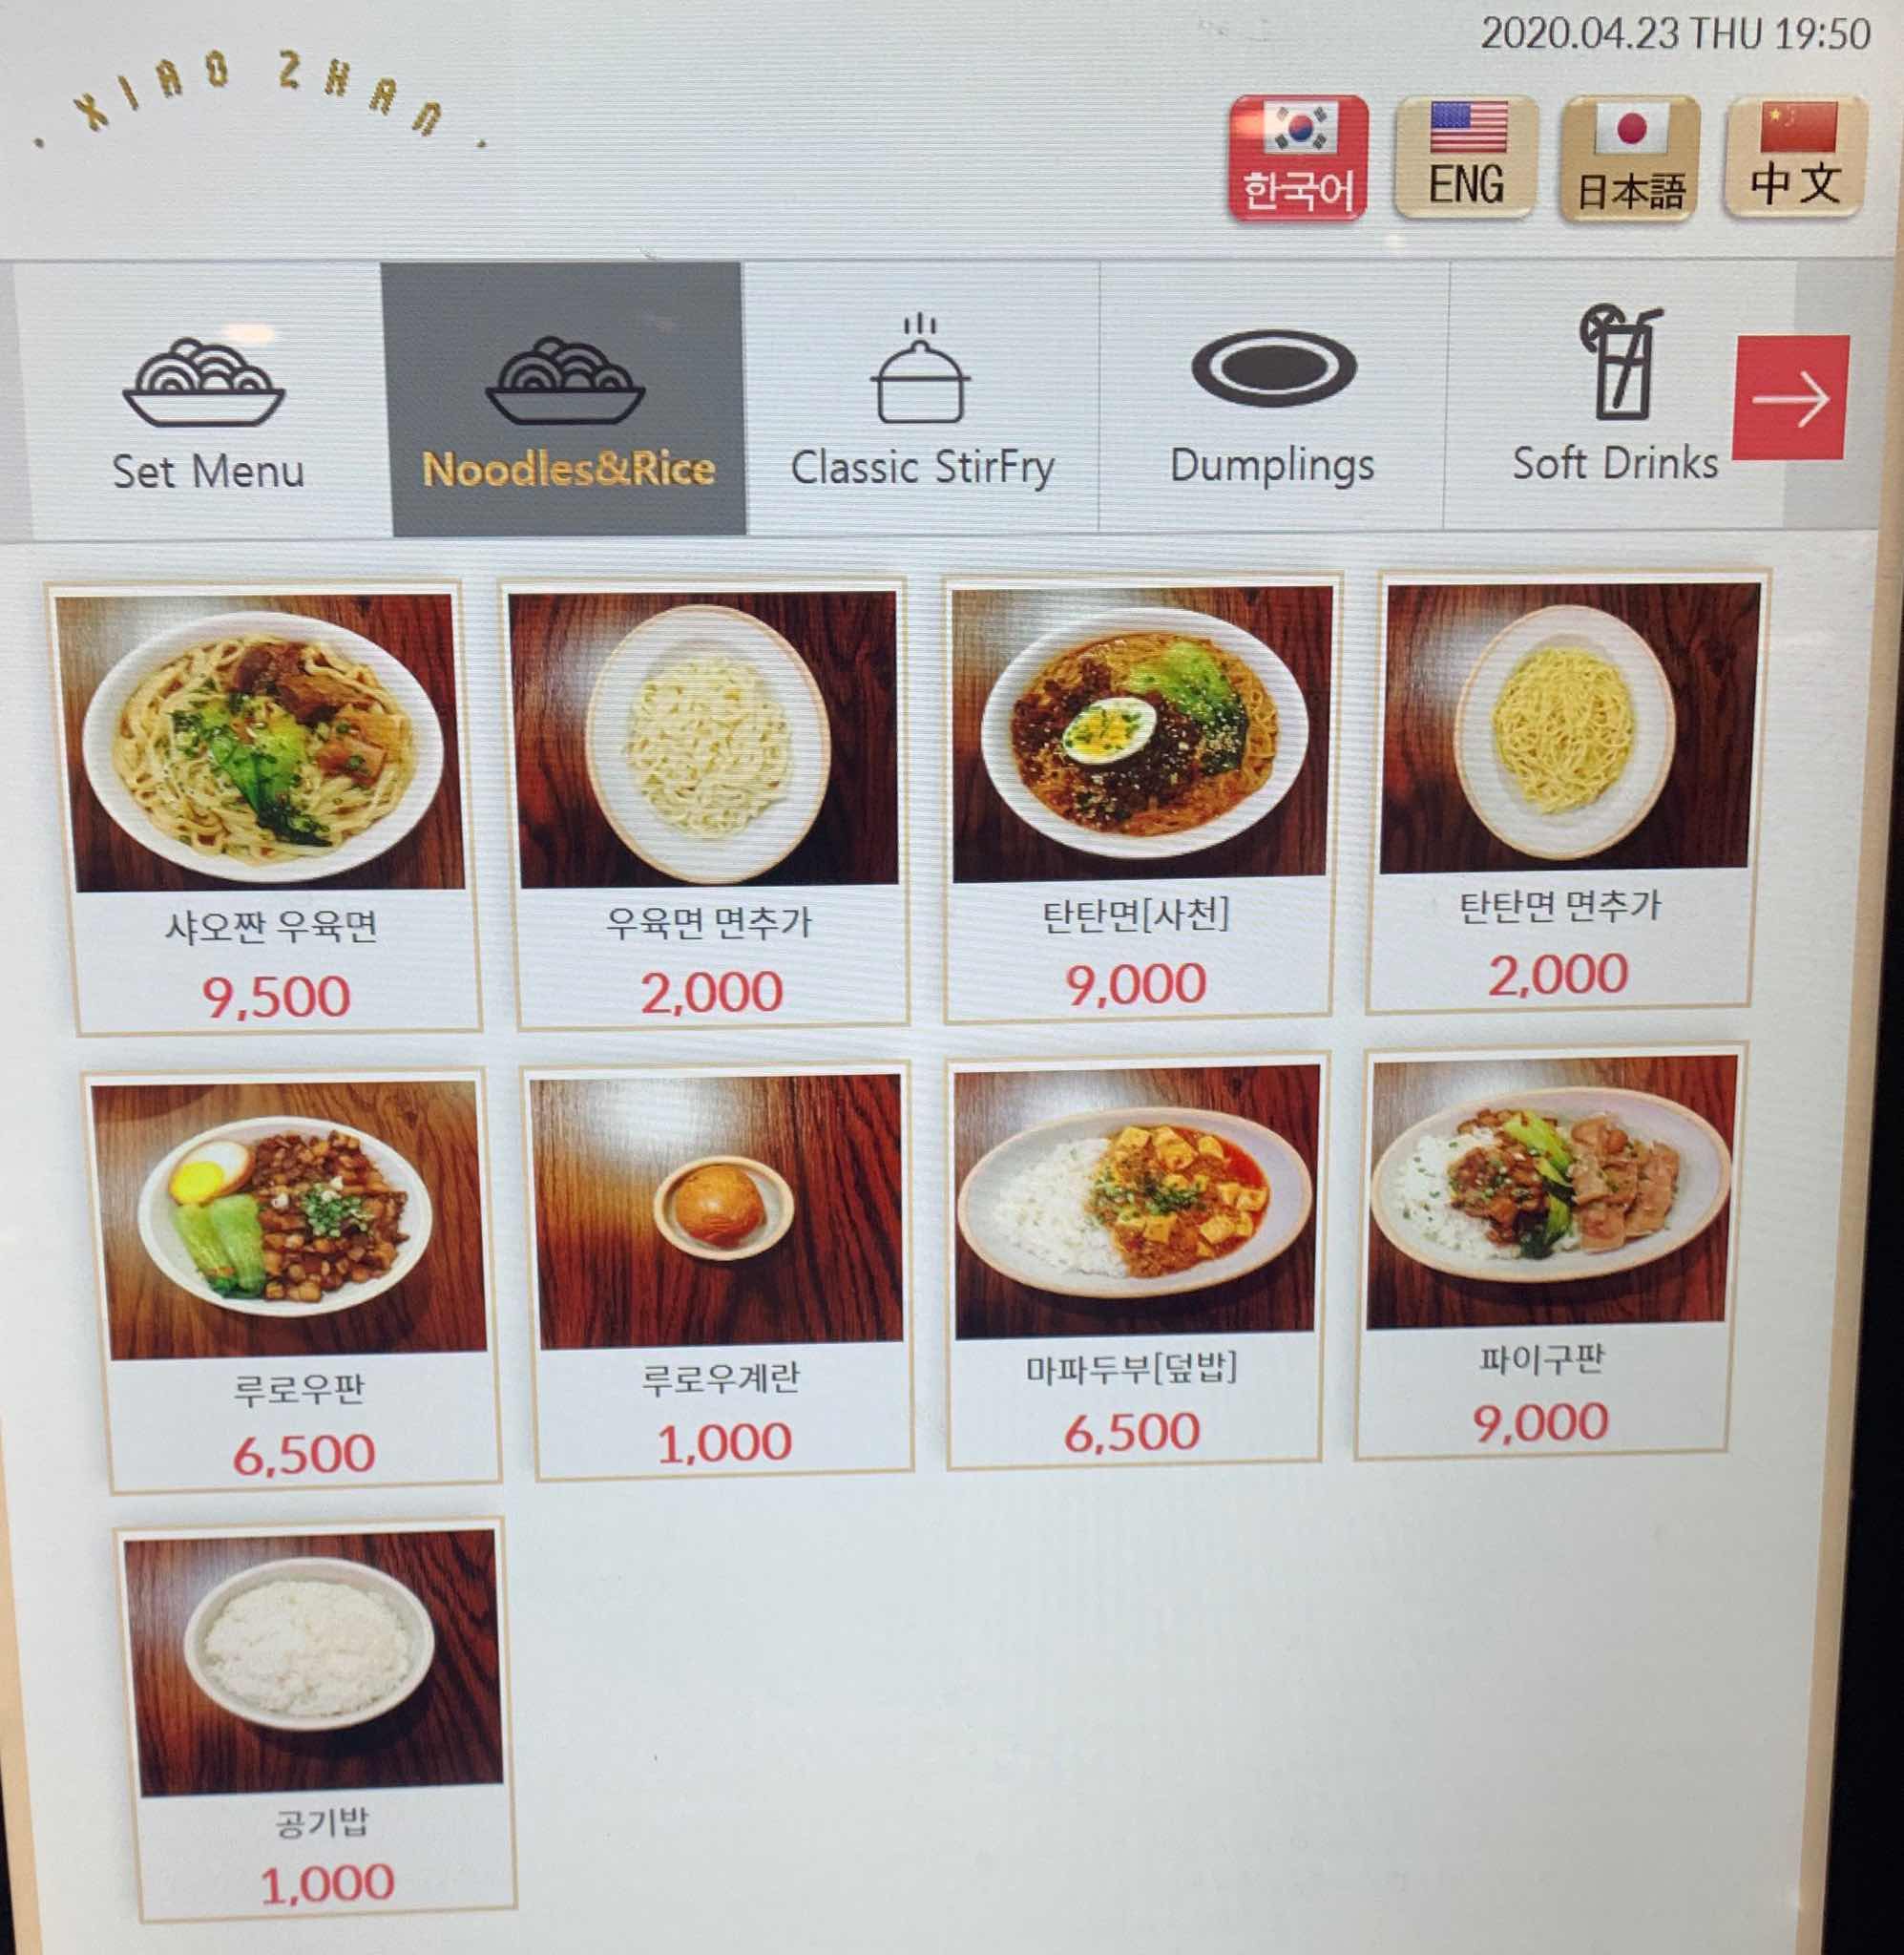 2020.04.23 THU 19:50
XIAO ZHAN
한국어
ENG
日本語
中文
Set Menu
Noodles&Rice
Classic StirFry
Dumplings
Soft Drinks
샤오짠 우육면
9,500
우육면 면추가
2,000
탄탄면[사천]
9,000
탄탄면 면추가
2,000
루로우판
6,500
루로우계란
1,000
마파두부[덮밥]
6,500
파이구판
9,000
공기밥
1,000